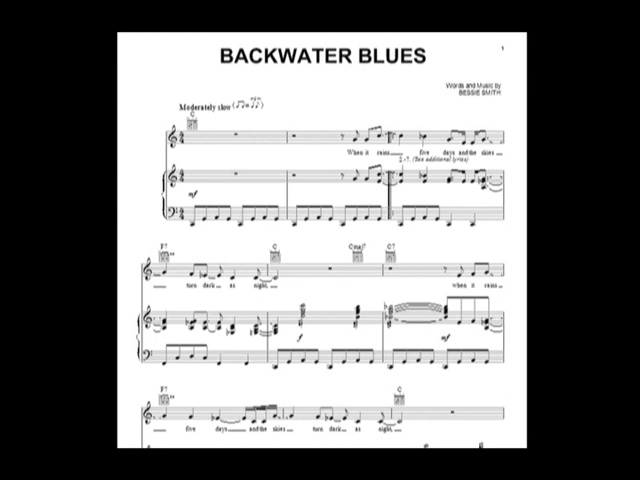 BACKWATER BLUES
1
Words and Music by
BESSIE SMITH
Moderately slow
C
When it rains five days and the skies
2.-7. (See additional lyrics)
mf
F7 C Cmaj7 C7
turn dark as night, when it rains
f mf
F7 C
five days and the skies turn dark as night,